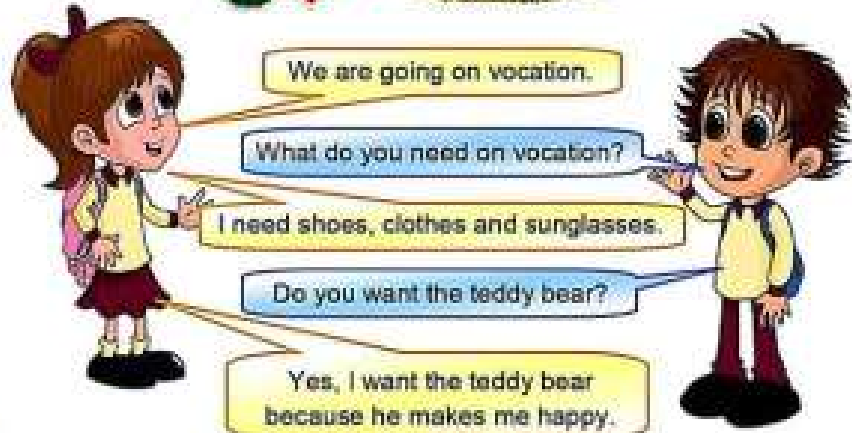 We are going on vocation.
What do you need on vocation?
I need shoes, clothes and sunglasses.
Do you want the teddy bear?
Yes, I want the teddy bear
because he makes me happy.